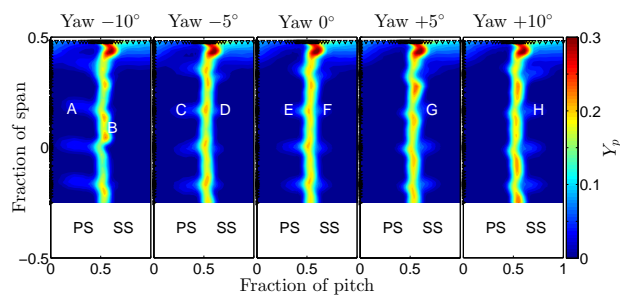 Yaw −10° Yaw −5° Yaw 0° Yaw +5° Yaw +10°
0.5 0.3
A C D E F G H
B
0.2
Fraction of span
0
Y_p
0.1
PS SS PS SS PS SS PS SS PS SS
−0.5 0
0 0.5 0 0.5 0 0.5 0 0.5 0 0.5 1
Fraction of pitch